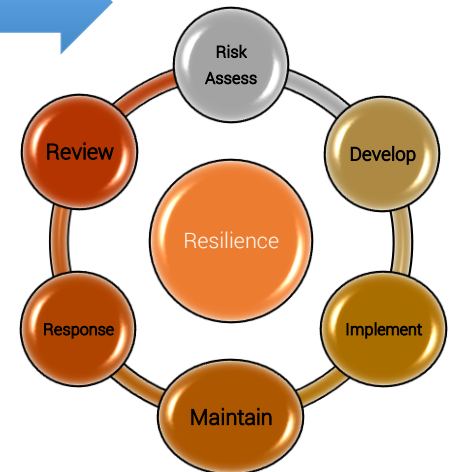 Risk
Assess
Review
Develop
Resilience
Response
Implement
Maintain